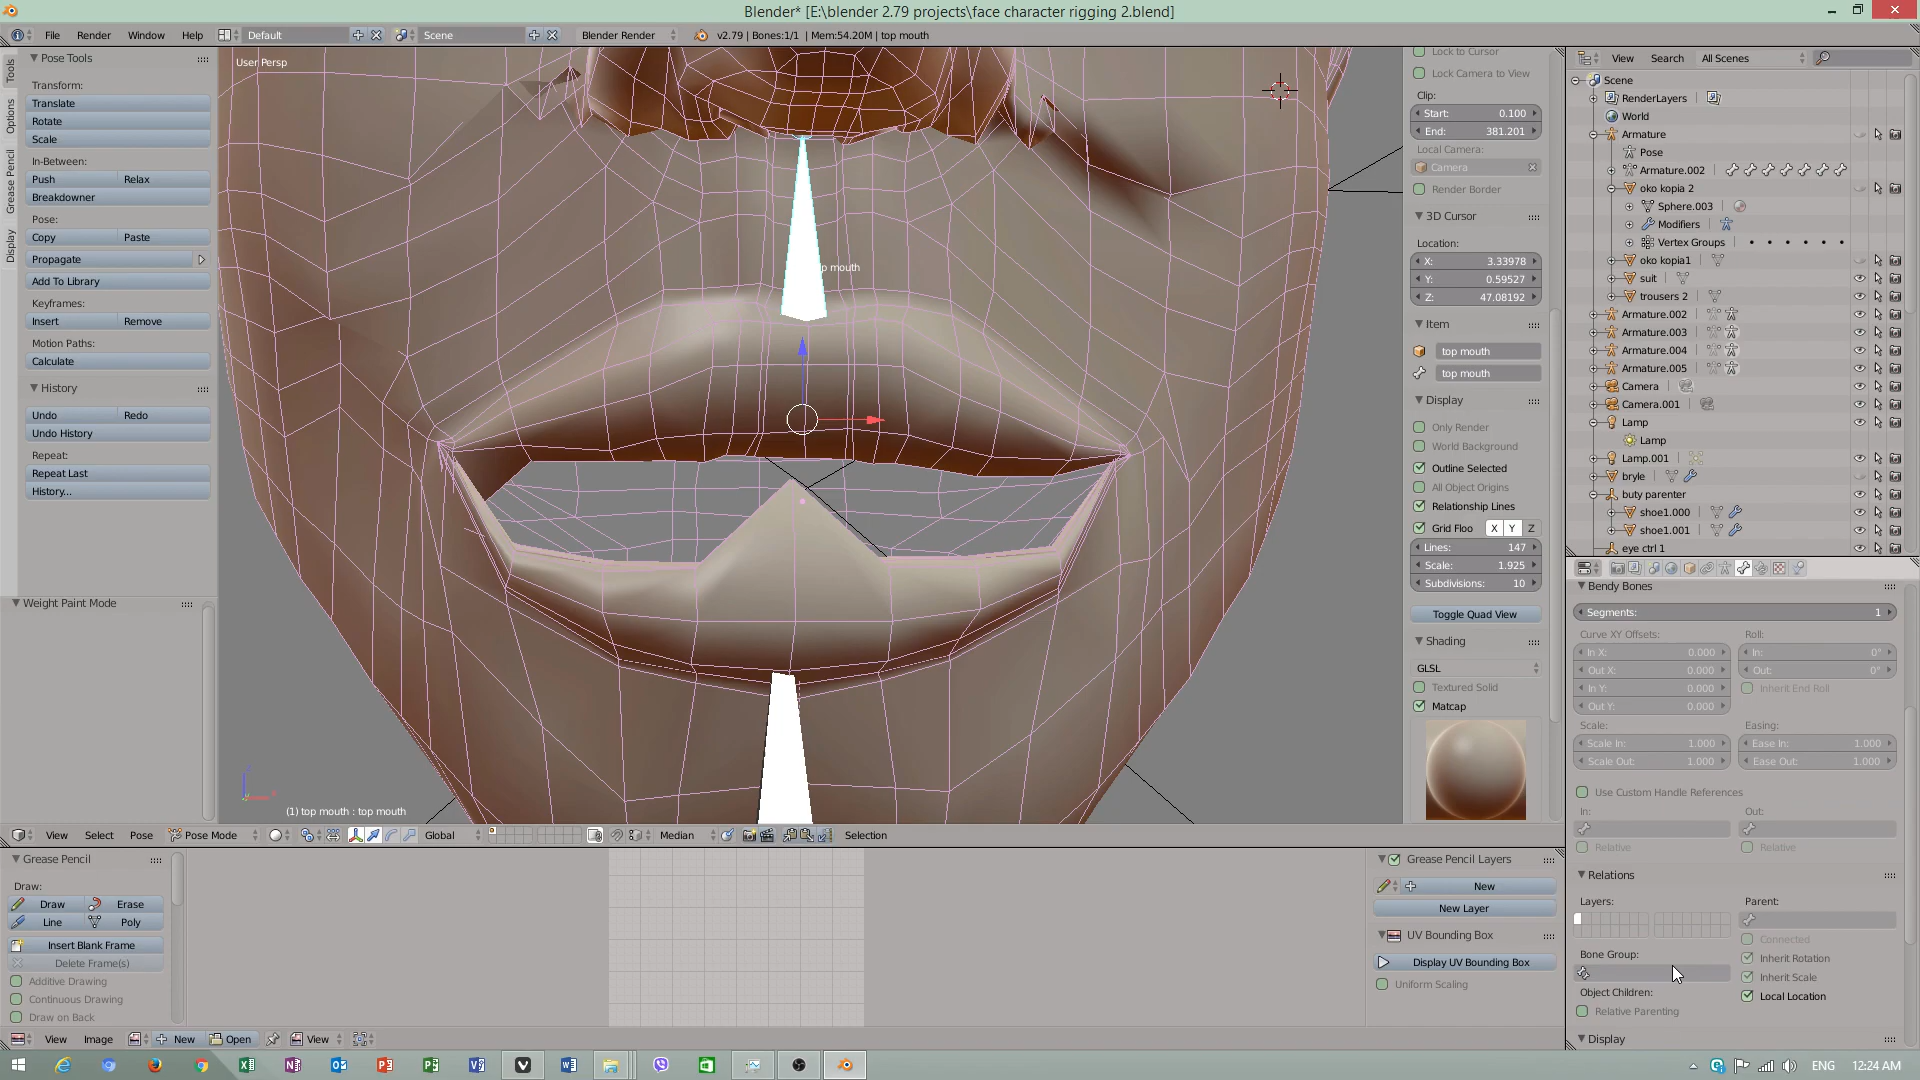 Blender* [E:\blender 2.79 projects\face character rigging 2.blend]
File Render Window Help Default Scene Blender Render v2.79 | Bones:1/1 | Mem:54.20M | top mouth
Tools
Options
Grease Pencil
Display
Pose Tools
Transform:
Translate
Rotate
Scale
In-Between:
Push Relax
Breakdowner
Pose:
Copy Paste
Propagate
Add To Library
Keyframes:
Insert Remove
Motion Paths:
Calculate
History
Undo Redo
Undo History
Repeat:
Repeat Last
History...
Weight Paint Mode
User Persp
p mouth
(1) top mouth : top mouth
View Select Pose Pose Mode Global Median Selection
Lock to Cursor
Lock Camera to View
Clip:
Start: 0.100
End: 381.201
Local Camera:
Camera
Render Border
3D Cursor
Location:
X: 3.33978
Y: 0.59527
Z: 47.08192
Item
top mouth
top mouth
Display
Only Render
World Background
Outline Selected
All Object Origins
Relationship Lines
Grid Floo X Y Z
Lines: 147
Scale: 1.925
Subdivisions: 10
Toggle Quad View
Shading
GLSL
Textured Solid
Matcap
View Search All Scenes
Scene
RenderLayers
World
Armature
Pose
Armature.002
oko kopia 2
Sphere.003
Modifiers
Vertex Groups
oko kopia1
suit
trousers 2
Armature.002
Armature.003
Armature.004
Armature.005
Camera
Camera.001
Lamp
Lamp
Lamp.001
bryle
buty parenter
shoe1.000
shoe1.001
eye ctrl 1
Bendy Bones
Segments: 1
Curve XY Offsets: Roll:
In X: 0.000 In: 0°
Out X: 0.000 Out: 0°
In Y: 0.000 Inherit End Roll
Out Y: 0.000
Scale: Easing:
Scale In: 1.000 Ease In: 1.000
Scale Out: 1.000 Ease Out: 1.000
Use Custom Handle References
In: Out:
Relative Relative
Relations
Layers: Parent:
Connected
Bone Group: Inherit Rotation
Inherit Scale
Object Children: Local Location
Relative Parenting
Display
Grease Pencil
Draw:
Draw Erase
Line Poly
Insert Blank Frame
Delete Frame(s)
Additive Drawing
Continuous Drawing
Draw on Back
View Image New Open View
Grease Pencil Layers
New
New Layer
UV Bounding Box
Display UV Bounding Box
Uniform Scaling
ENG 12:24 AM